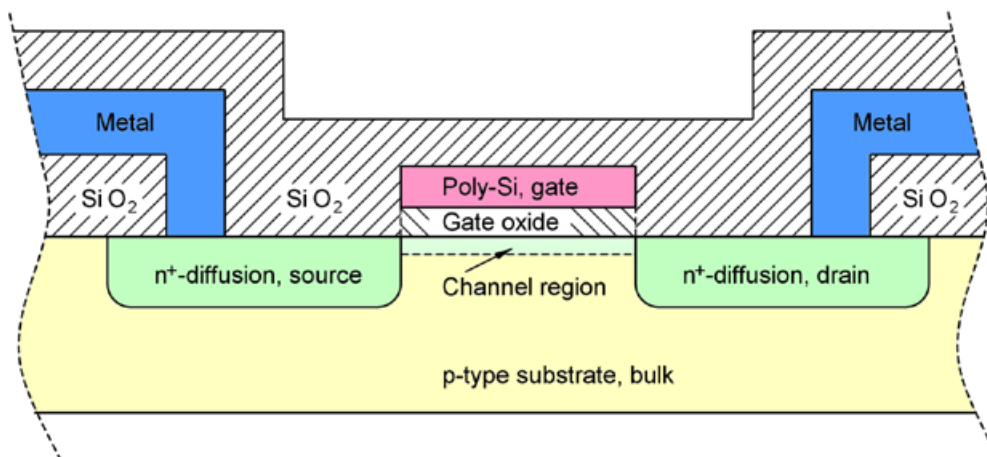 Metal
Metal
Si O₂
Si O₂
Poly-Si, gate
Si O₂
Gate oxide
n⁺-diffusion, source
Channel region
n⁺-diffusion, drain
p-type substrate, bulk